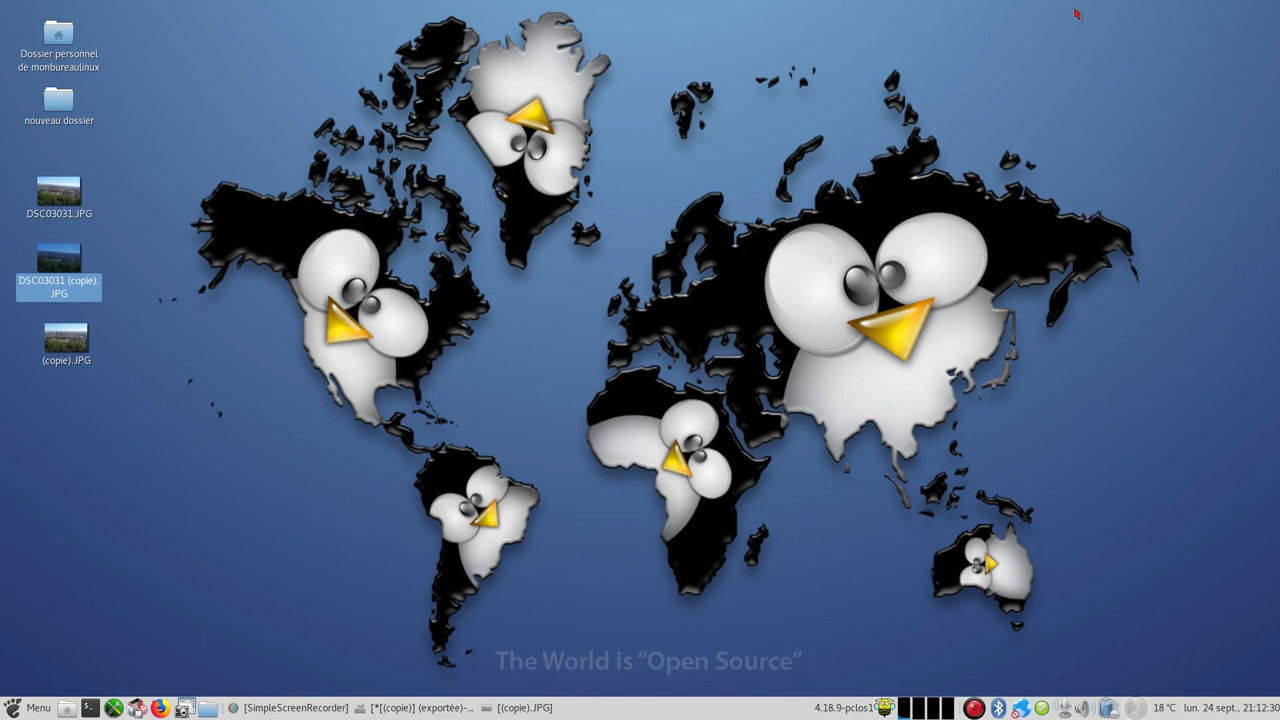 Dossier personnel
de monbureaulinux
nouveau dossier
DSC03031.JPG
DSC03031 (copie).
JPG
(copie).JPG
The World is “Open Source”
Menu
[SimpleScreenRecorder]
[*[(copie)] (exportée)-...
[(copie).JPG]
4.18.9-pclos1
18 °C
lun. 24 sept., 21:12:30